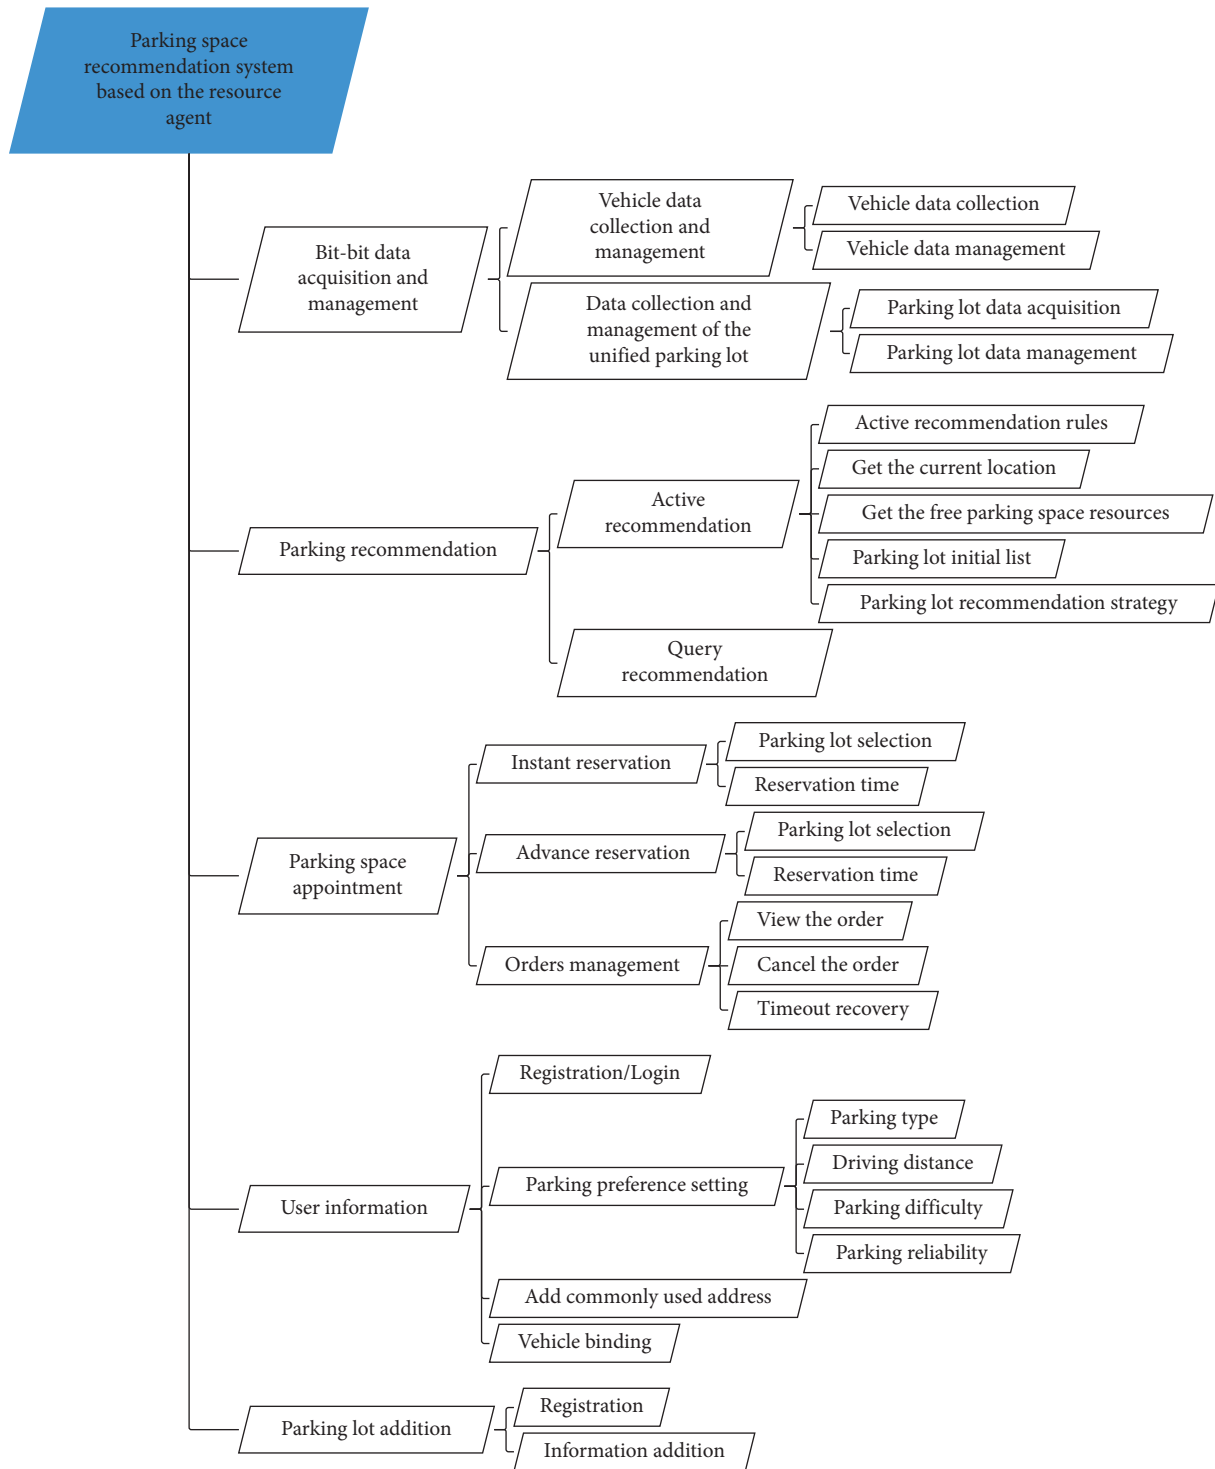 Parking space
recommendation system
based on the resource
agent
Bit-bit data
acquisition and
management
Vehicle data
collection and
management
Vehicle data collection
Vehicle data management
Data collection and
management of the
unified parking lot
Parking lot data acquisition
Parking lot data management
Parking recommendation
Active
recommendation
Active recommendation rules
Get the current location
Get the free parking space resources
Parking lot initial list
Parking lot recommendation strategy
Query
recommendation
Parking space
appointment
Instant reservation
Parking lot selection
Reservation time
Advance reservation
Parking lot selection
Reservation time
Orders management
View the order
Cancel the order
Timeout recovery
User information
Registration/Login
Parking preference setting
Parking type
Driving distance
Parking difficulty
Parking reliability
Add commonly used address
Vehicle binding
Parking lot addition
Registration
Information addition